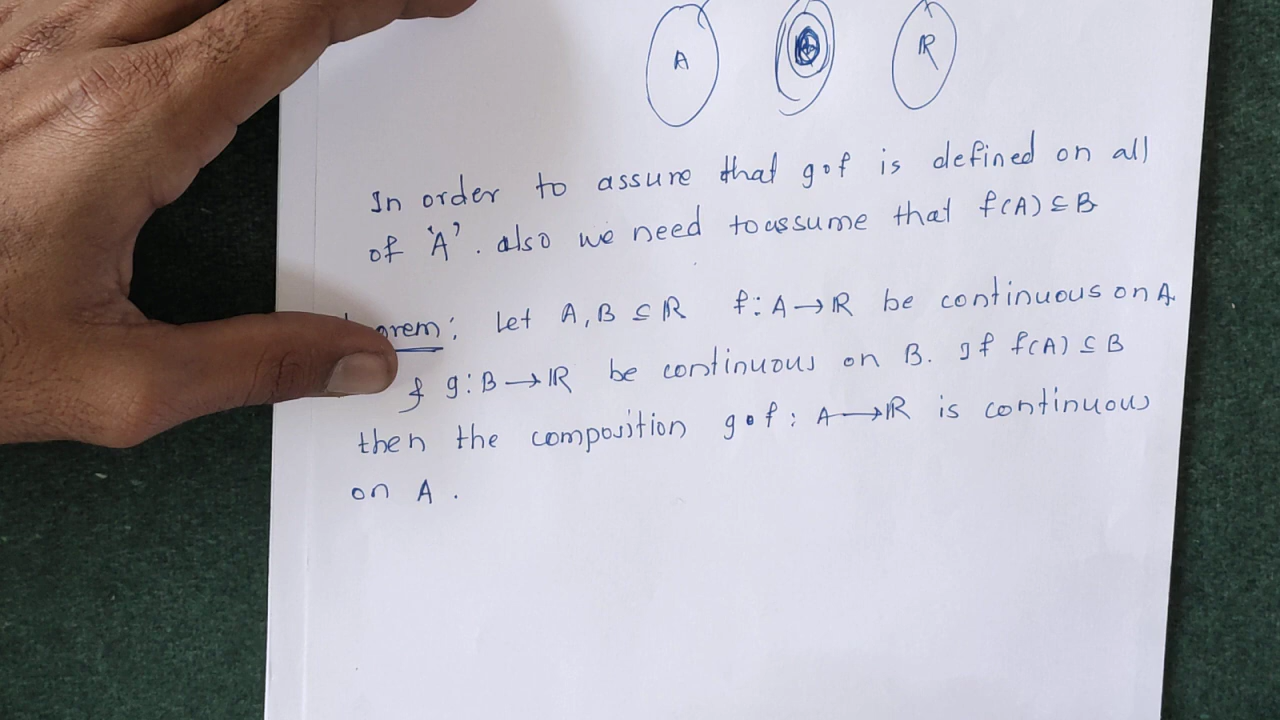 A R
In order to assure that gof is defined on all
of 'A'. also we need to assume that f(A) ⊆ B
orem: Let A, B ⊆ ℝ f: A → ℝ be continuous on A.
& g: B → ℝ be continuous on B. If f(A) ⊆ B
then the composition g∘f: A → ℝ is continuous
on A.